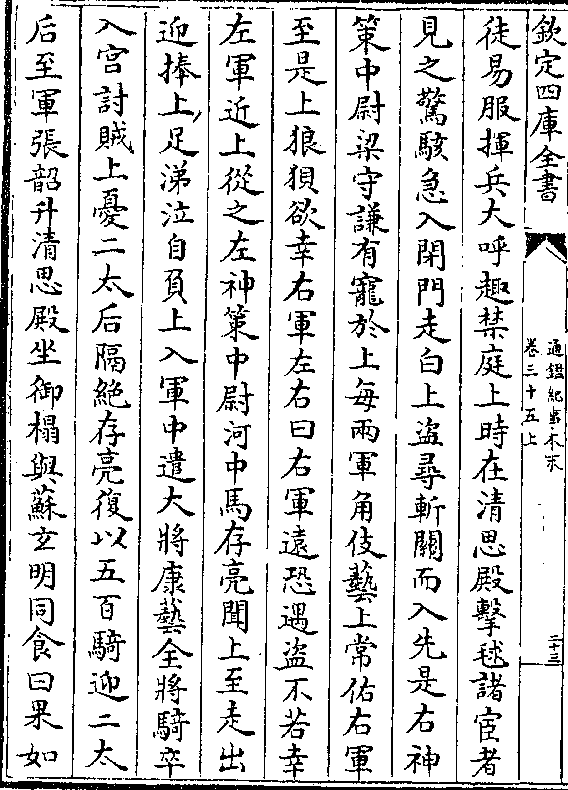 欽定四庫全書
通鑑紀事本末
卷三十五上
二十三
徒易服揮兵大呼趣禁庭上時在清思殿擊毬諸宦者
見之驚駭急入閉門走白上盜尋斬關而入先是右神
策中尉梁守謙有寵於上每兩軍角伎藝上常佑右軍
至是上狼狽欲幸右軍左右曰右軍遠恐遇盜不若幸
左軍近上從之左神策中尉河中馬存亮聞上至走出
迎捧上足涕泣自負上入軍中遣大將康藝全將騎卒
入宫討賊上憂二太后隔絶存亮復以五百騎迎二太
后至軍張韶升清思殿坐御榻與蘇玄明同食曰果如